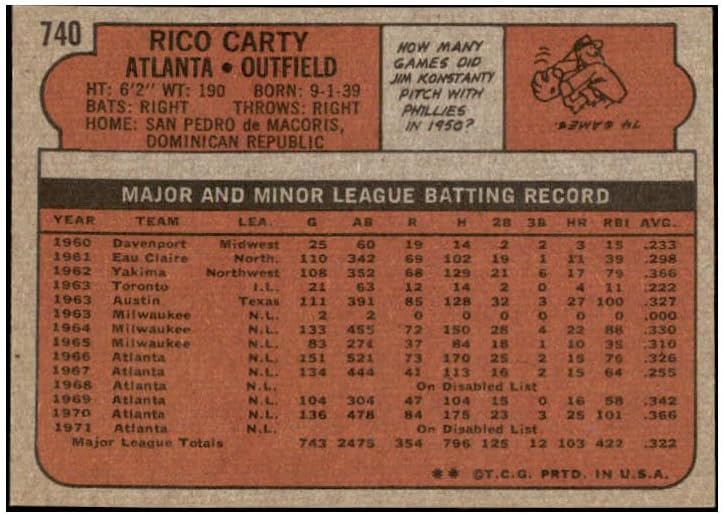 740
RICO CARTY
ATLANTA • OUTFIELD
HT: 6'2" WT: 190 BORN: 9-1-39
BATS: RIGHT THROWS: RIGHT
HOME: SAN PEDRO de MACORIS,
DOMINICAN REPUBLIC
HOW MANY
GAMES DID
JIM KONSTANTY
PITCH WITH
PHILLIES
IN 1950?
74 GAMES.
MAJOR AND MINOR LEAGUE BATTING RECORD
YEAR TEAM LEA. G AB R H 2B 3B HR RBI AVG.
1960 Davenport Midwest 25 60 19 14 2 2 3 15 .233
1961 Eau Claire North. 110 342 69 102 19 1 11 39 .298
1962 Yakima Northwest 108 352 68 129 21 6 17 79 .366
1963 Toronto I.L. 21 63 12 14 2 0 4 11 .222
1963 Austin Texas 111 391 85 128 32 3 27 100 .327
1963 Milwaukee N.L. 2 2 0 0 0 0 0 0 .000
1964 Milwaukee N.L. 133 455 72 150 28 4 22 88 .330
1965 Milwaukee N.L. 83 271 37 84 18 1 10 35 .310
1966 Atlanta N.L. 151 521 73 170 25 2 15 76 .326
1967 Atlanta N.L. 134 444 41 113 16 2 15 64 .255
1968 Atlanta N.L. On Disabled List
1969 Atlanta N.L. 104 304 47 104 15 0 16 58 .342
1970 Atlanta N.L. 136 478 84 175 23 3 25 101 .366
1971 Atlanta N.L. On Disabled List
Major League Totals 743 2475 354 796 125 12 103 422 .322
** ©T.C.G. PRTD. IN U.S.A.